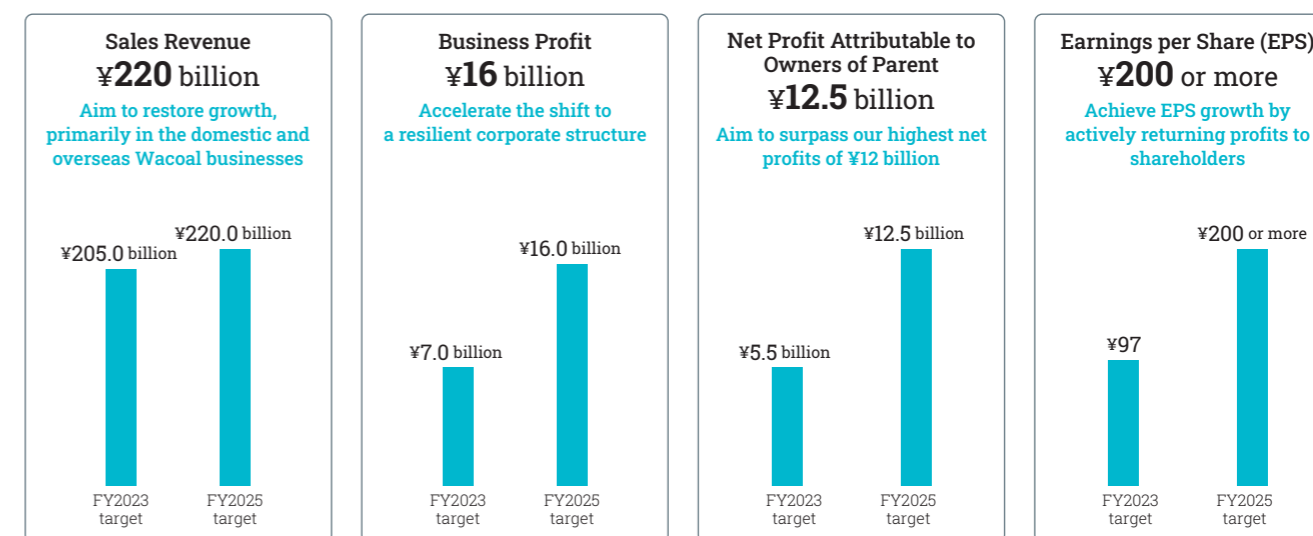 Sales Revenue
¥220 billion
Aim to restore growth,
primarily in the domestic and
overseas Wacoal businesses
¥205.0 billion
¥220.0 billion
FY2023
target
FY2025
target
Business Profit
¥16 billion
Accelerate the shift to
a resilient corporate structure
¥7.0 billion
¥16.0 billion
FY2023
target
FY2025
target
Net Profit Attributable to
Owners of Parent
¥12.5 billion
Aim to surpass our highest net
profits of ¥12 billion
¥5.5 billion
¥12.5 billion
FY2023
target
FY2025
target
Earnings per Share (EPS)
¥200 or more
Achieve EPS growth by
actively returning profits to
shareholders
¥97
¥200 or more
FY2023
target
FY2025
target